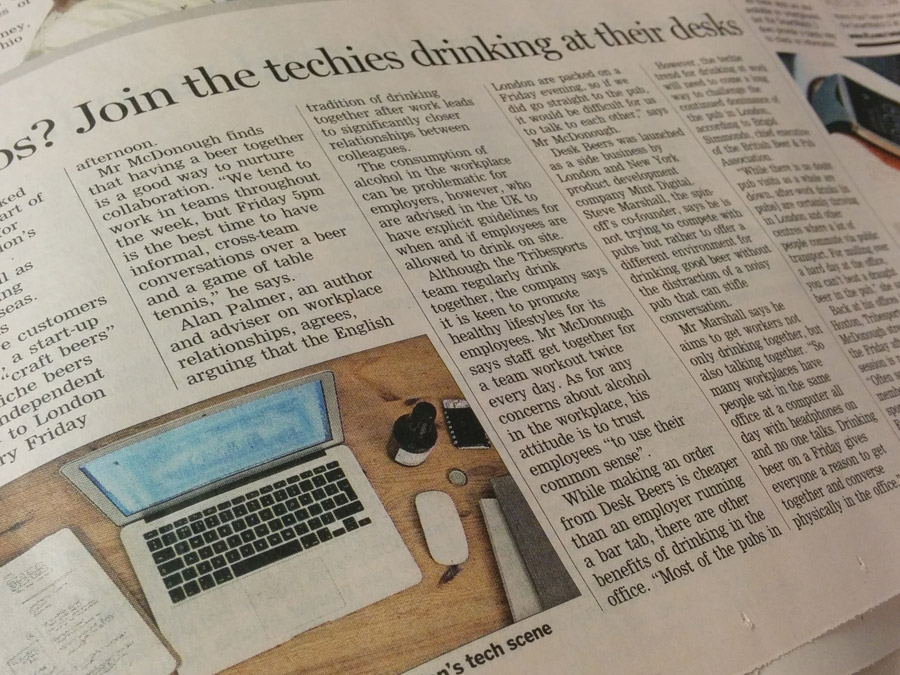 ney,
hio
os? Join the techies drinking at their desks
ked
art of
for
ion's
ll as
ng
seas.
s
e customers
a start-up
"craft beers"
iche beers
ndependent
to London
ry Friday
afternoon.
Mr McDonough finds
that having a beer together
is a good way to nurture
collaboration. "We tend to
work in teams throughout
the week, but Friday 5pm
is the best time to have
informal, cross-team
conversations over a beer
and a game of table
tennis," he says.
Alan Palmer, an author
and adviser on workplace
relationships, agrees,
arguing that the English
tradition of drinking
together after work leads
to significantly closer
relationships between
colleagues.
The consumption of
alcohol in the workplace
can be problematic for
employers, however, who
are advised in the UK to
have explicit guidelines for
when and if employees are
allowed to drink on site.
Although the Tribesports
team regularly drink
together, the company says
it is keen to promote
healthy lifestyles for its
employees. Mr McDonough
says staff get together for
a team workout twice
every day. As for any
concerns about alcohol
in the workplace, his
attitude is to trust
employees "to use their
common sense".
While making an order
from Desk Beers is cheaper
than an employer running
a bar tab, there are other
benefits of drinking in the
office. "Most of the pubs in
London are packed on a
Friday evening, so if we
did go straight to the pub,
it would be difficult for us
to talk to each other," says
Mr McDonough.
Desk Beers was launched
as a side business by
London and New York
product development
company Mint Digital.
Steve Marshall, the spin-
off's co-founder, says he is
not trying to compete with
pubs but rather to offer a
different environment for
drinking good beer without
the distraction of a noisy
pub that can stifle
conversation.
Mr Marshall says he
aims to get workers not
only drinking together, but
also talking together. "So
many workplaces have
people sat in the same
office at a computer all
day with headphones on
and no one talks. Drinking
beer on a Friday gives
everyone a reason to get
together and converse
physically in the office.
However, the techie
trend for drinking at work
will need to come a long
way to challenge the
continued dominance of
the pub in London,
according to Brigid
Simmonds, chief executive
of the British Beer & Pub
Association.
"While there is no doubt
pub visits as a whole are
down, after work drinks in
pubs] are certainly thriving
in London and other
centres where a lot of
people commute via public
transport. For making over
a hard day at the office,
you can't beat a draught
beer in the pub," she
Back at his office
Hoxton, Tribesport
McDonough
the Friday
session is
"Often
memb
n's tech scene